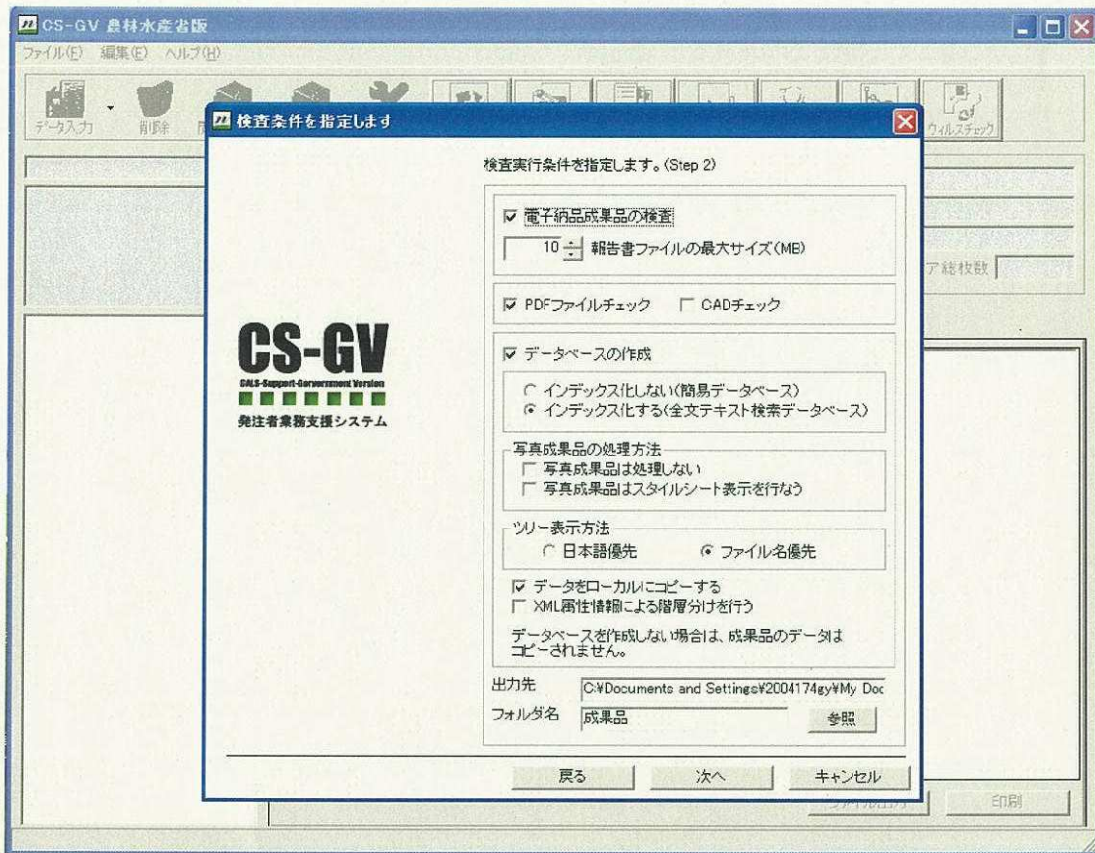 CS-GV 農林水産省版
ファイル(F) 編集(E) ヘルプ(H)
データ入力
削除
ウィルスチェック
検査条件を指定します
検査実行条件を指定します。(Step 2)
電子納品成果品の検査
10 報告書ファイルの最大サイズ(MB)
ア総枚数
PDFファイルチェック CADチェック
CS-GV
CALS-Support-Gorvernment Version
発注者業務支援システム
データベースの作成
インデックス化しない(簡易データベース)
インデックス化する(全文テキスト検索データベース)
写真成果品の処理方法
写真成果品は処理しない
写真成果品はスタイルシート表示を行なう
ツリー表示方法
日本語優先 ファイル名優先
データをローカルにコピーする
XML属性情報による階層分けを行う
データベースを作成しない場合は、成果品のデータは
コピーされません。
出力先 C:¥Documents and Settings¥2004174gy¥My Doc
フォルダ名 成果品 参照
戻る 次へ キャンセル
印刷